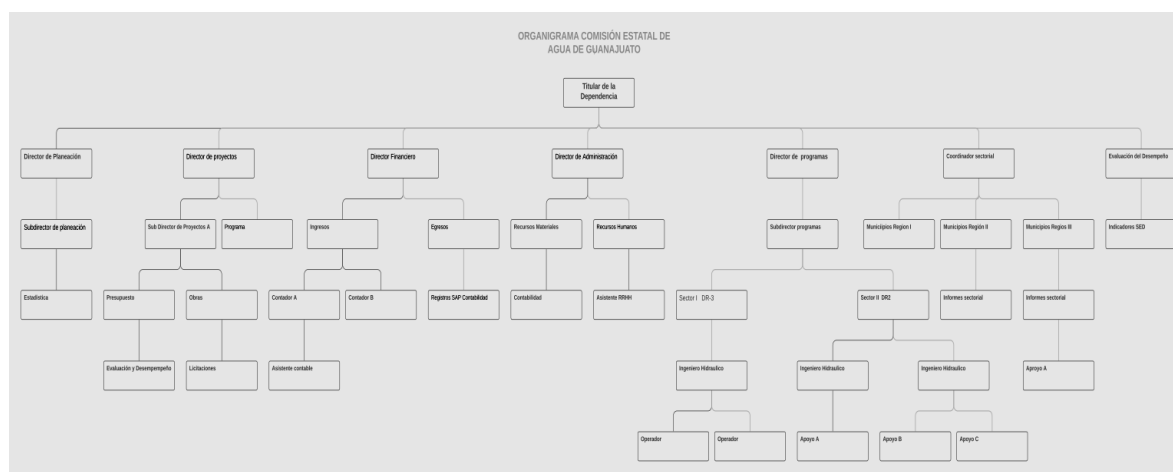 ORGANIGRAMA COMISIÓN ESTATAL DE
AGUA DE GUANAJUATO
Titular de la
Dependencia
Director de Planeación
Director de proyectos
Director Financiero
Director de Administración
Director de programas
Coordinador sectorial
Evaluación del Desempeño
Subdirector de planeación
Sub Director de Proyectos A
Programa
Ingresos
Egresos
Recursos Materiales
Recursos Humanos
Subdirector programas
Municipios Region I
Municipios Región II
Municipios Regios III
Indicadores SED
Estadística
Presupuesto
Obras
Contador A
Contador B
Registros SAP Contabilidad
Contabilidad
Asistente RRHH
Sector I DR-3
Sector II DR2
Informes sectorial
Informes sectorial
Evaluación y Desempempeño
Licitaciones
Asistente contable
Ingeniero Hidraulico
Ingeniero Hidraulico
Ingeniero Hidraulico
Aproyo A
Operador
Operador
Apoyo A
Apoyo B
Apoyo C